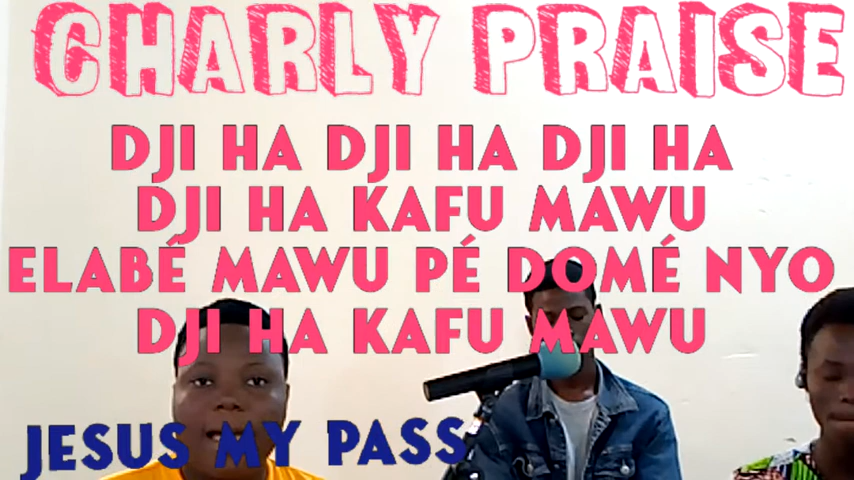 CHARLY PRAISE
DJI HA DJI HA DJI HA
DJI HA KAFU MAWU
ELABÉ MAWU PÉ DOMÉ NYO
DJI HA KAFU MAWU
JESUS MY PASS